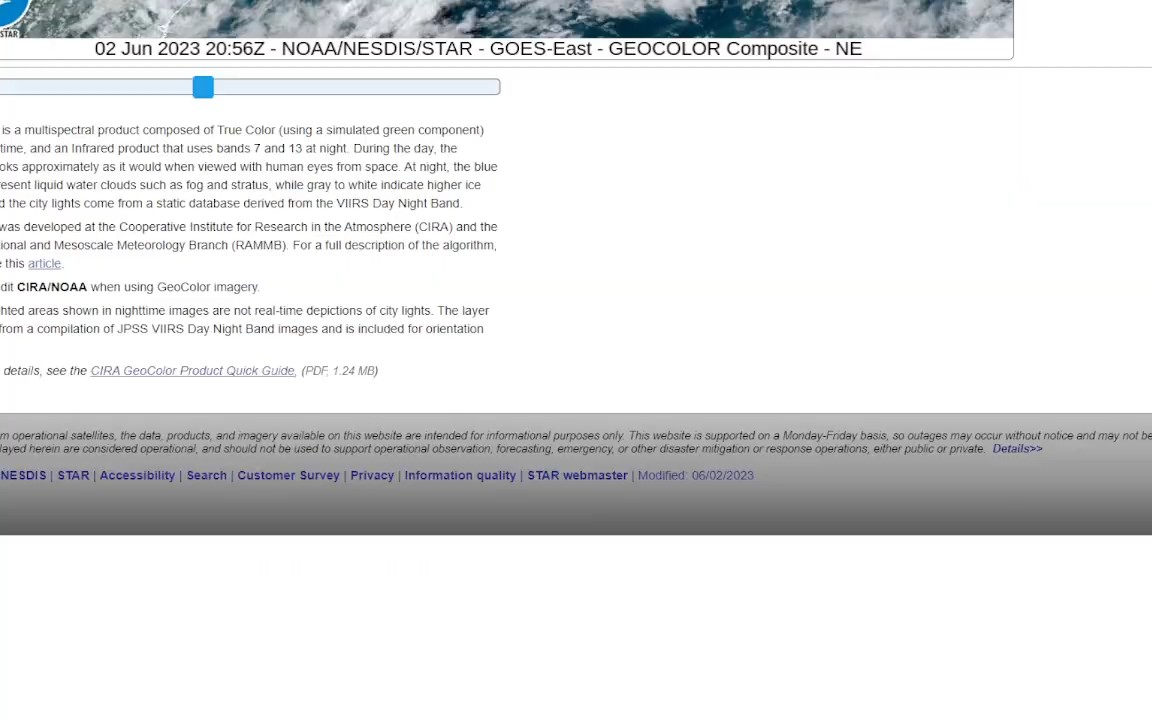 STAR
02 Jun 2023 20:56Z - NOAA/NESDIS/STAR - GOES-East - GEOCOLOR Composite - NE
is a multispectral product composed of True Color (using a simulated green component)
time, and an Infrared product that uses bands 7 and 13 at night. During the day, the
oks approximately as it would when viewed with human eyes from space. At night, the blue
resent liquid water clouds such as fog and stratus, while gray to white indicate higher ice
d the city lights come from a static database derived from the VIIRS Day Night Band.
was developed at the Cooperative Institute for Research in the Atmosphere (CIRA) and the
ional and Mesoscale Meteorology Branch (RAMMB). For a full description of the algorithm,
e this article.
dit CIRA/NOAA when using GeoColor imagery.
hted areas shown in nighttime images are not real-time depictions of city lights. The layer
from a compilation of JPSS VIIRS Day Night Band images and is included for orientation
details, see the CIRA GeoColor Product Quick Guide, (PDF, 1.24 MB)
m operational satellites, the data, products, and imagery available on this website are intended for informational purposes only. This website is supported on a Monday-Friday basis, so outages may occur without notice and may not be
layed herein are considered operational, and should not be used to support operational observation, forecasting, emergency, or other disaster mitigation or response operations, either public or private. Details>>
NESDIS | STAR | Accessibility | Search | Customer Survey | Privacy | Information quality | STAR webmaster | Modified: 06/02/2023